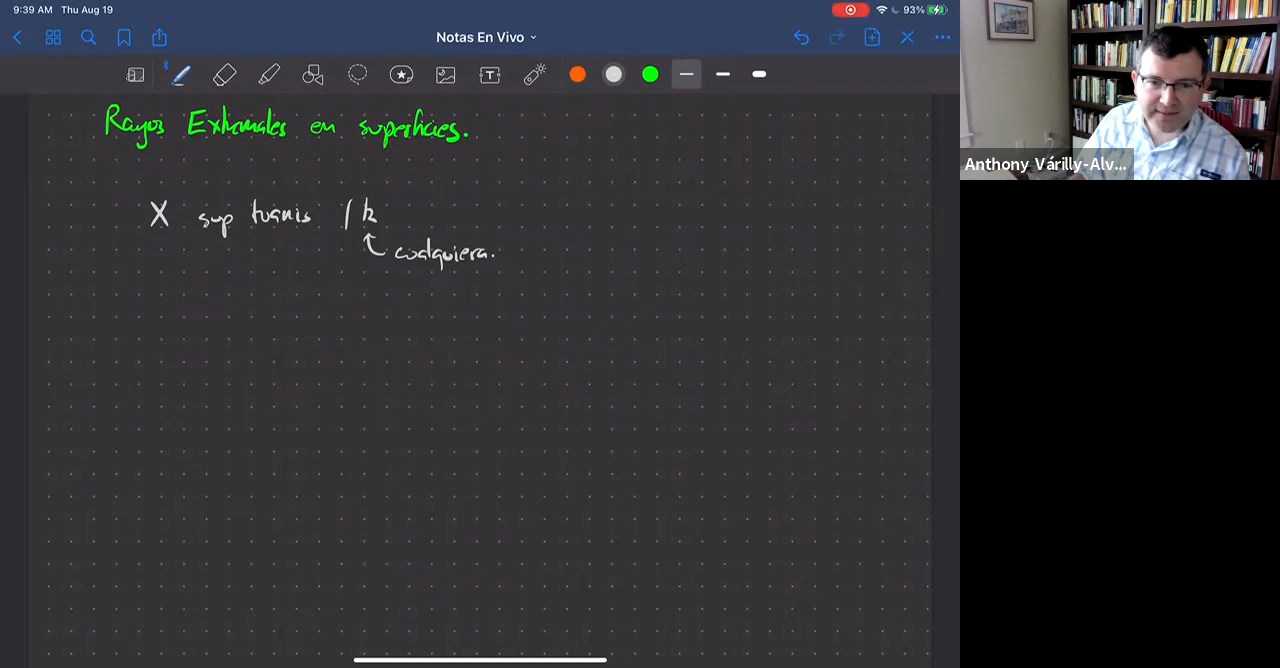 9:39 AM Thu Aug 19
93%
Notas En Vivo
Rayos Extremales en superficies.
X sup tuanis / k
cualquiera.
Anthony Várilly-Alv...